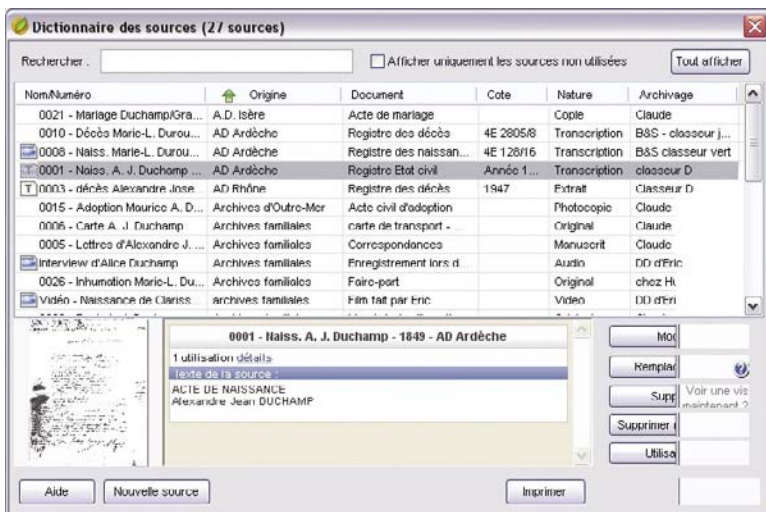 Dictionnaire des sources (27 sources)
Rechercher : Afficher uniquement les sources non utilisées Tout afficher
Nom/Numéro Origine Document Cote Nature Archivage
0021 - Mariage Duchamp/Gra... A.D. Isère Acte de mariage Copie Claude
0010 - Décès Marie-L. Durou... AD Ardèche Registre des décès 4E 2805/8 Transcription B&S - classeur j...
0008 - Naiss. Marie-L. Durou... AD Ardèche Registre des naissan... 4E 128/16 Transcription B&S classeur vert
0001 - Naiss. A. J. Duchamp ... AD Ardèche Registre Etat civil Année 1... Transcription classeur D
T 0003 - décès Alexandre Jose... AD Rhône Registre des décès 1947 Extrait Classeur D
0015 - Adoption Maurice A. D... Archives d'Outre-Mer Acte civil d'adoption Photocopie Claude
0006 - Carte A. J. Duchamp Archives familiales carte de transport - ... Original Claude
0005 - Lettres d'Alexandre J. ... Archives familiales Correspondances Manuscrit Claude
Interview d'Alice Duchamp Archives familiales Enregistrement lors d... Audio DD d'Eric
0026 - Inhumation Marie-L. Du... Archives familiales Faire-part Original chez Hu
Vidéo - Naissance de Clariss... archives familiales Film fait par Eric Video DD d'Eri
0001 - Naiss. A. J. Duchamp - 1849 - AD Ardèche
1 utilisation détails
Texte de la source :
ACTE DE NAISSANCE
Alexandre Jean DUCHAMP
Mod
Remplac
Supp
Voir une vis
maintenant ?
Supprimer
Utilisa
Aide Nouvelle source Imprimer